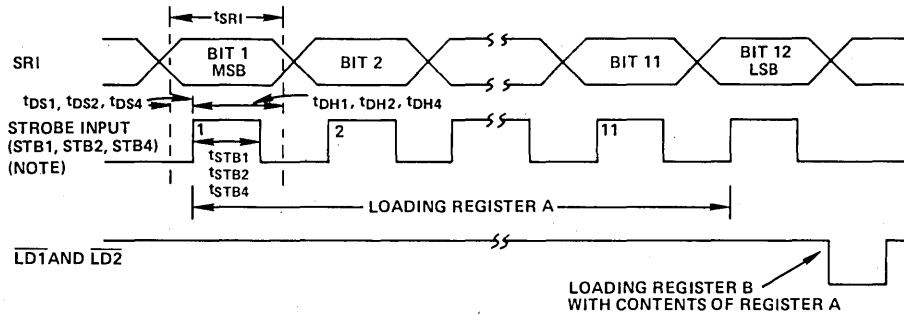 tSRI
SRI
BIT 1
MSB
BIT 2
BIT 11
BIT 12
LSB
tDS1, tDS2, tDS4
tDH1, tDH2, tDH4
STROBE INPUT
(STB1, STB2, STB4)
(NOTE)
1
2
11
tSTB1
tSTB2
tSTB4
LOADING REGISTER A
LD1 AND LD2
LOADING REGISTER B
WITH CONTENTS OF REGISTER A